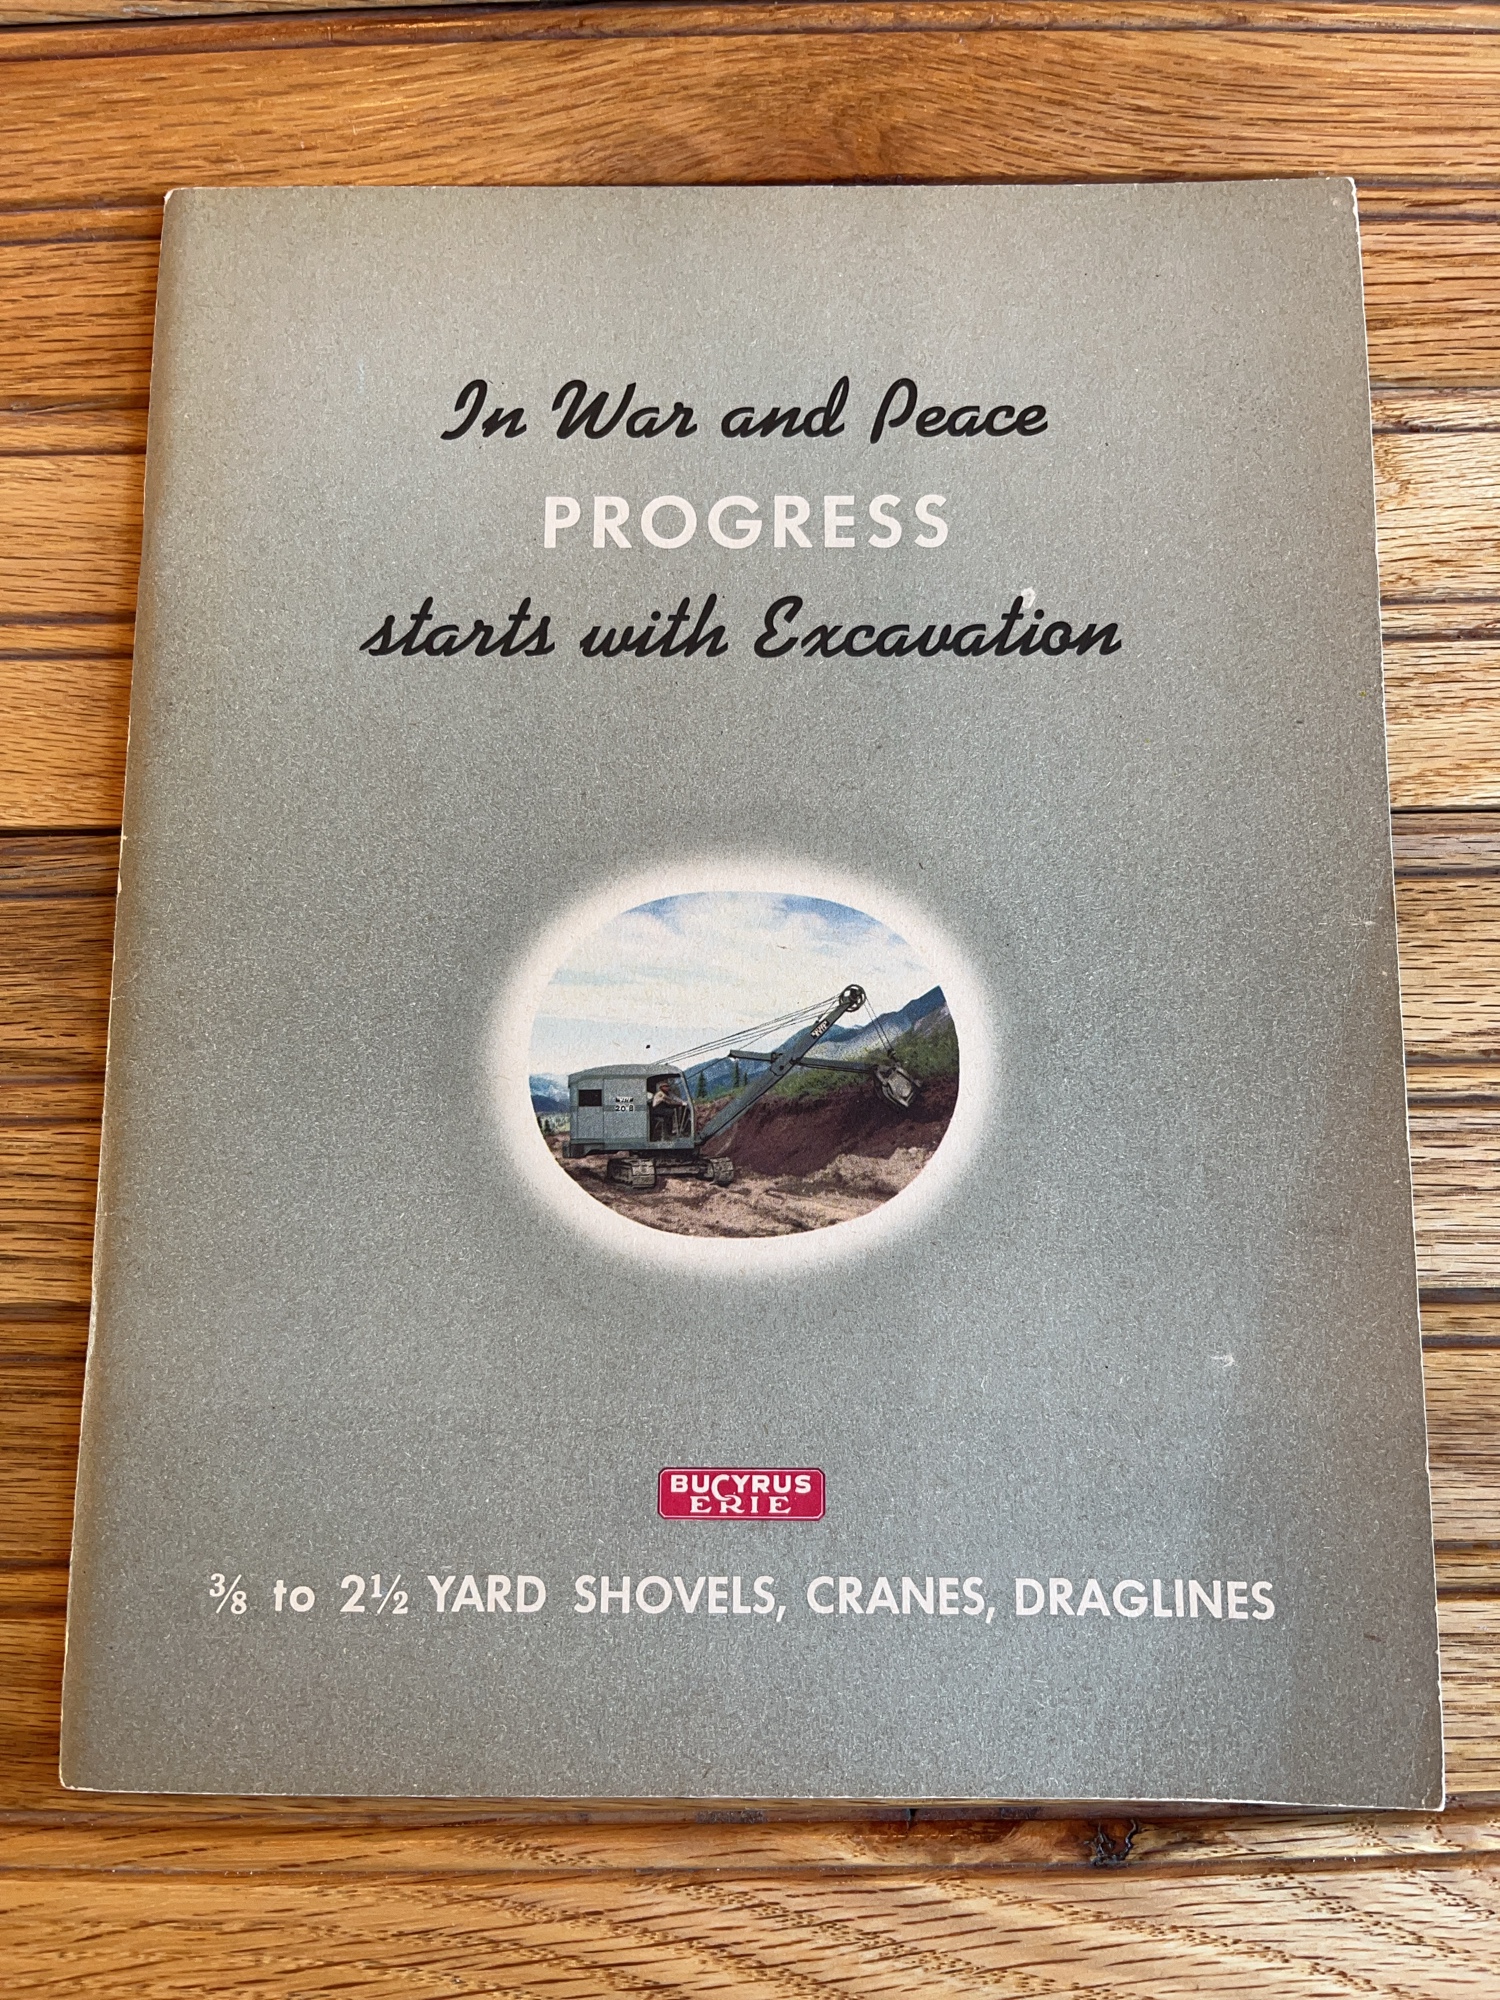 In War and Peace
PROGRESS
starts with Excavation
20 B
BUCYRUS
ERIE
⅜ to 2½ YARD SHOVELS, CRANES, DRAGLINES